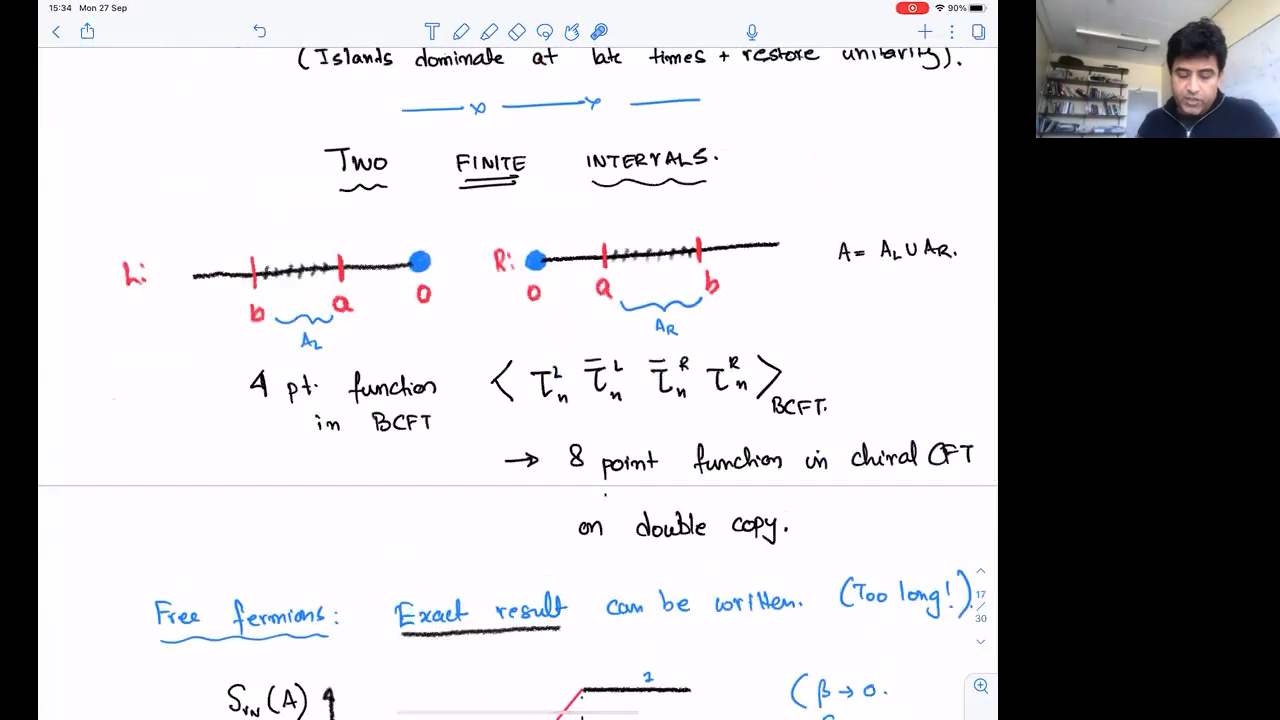 15:34 Mon 27 Sep
90%
(Islands dominate at late times + restore unitarity).
TWO FINITE INTERVALS.
L: b a 0 R: 0 a b A = A_L ∪ A_R.
A_L A_R
4 pt. function in BCFT
⟨ τ_n^L τ̄_n^L τ̄_n^R τ_n^R ⟩_BCFT.
→ 8 point function in chiral CFT
on double copy.
Free fermions: Exact result can be written. (Too long!).
17 / 30
S_VN (A)
(β → 0.